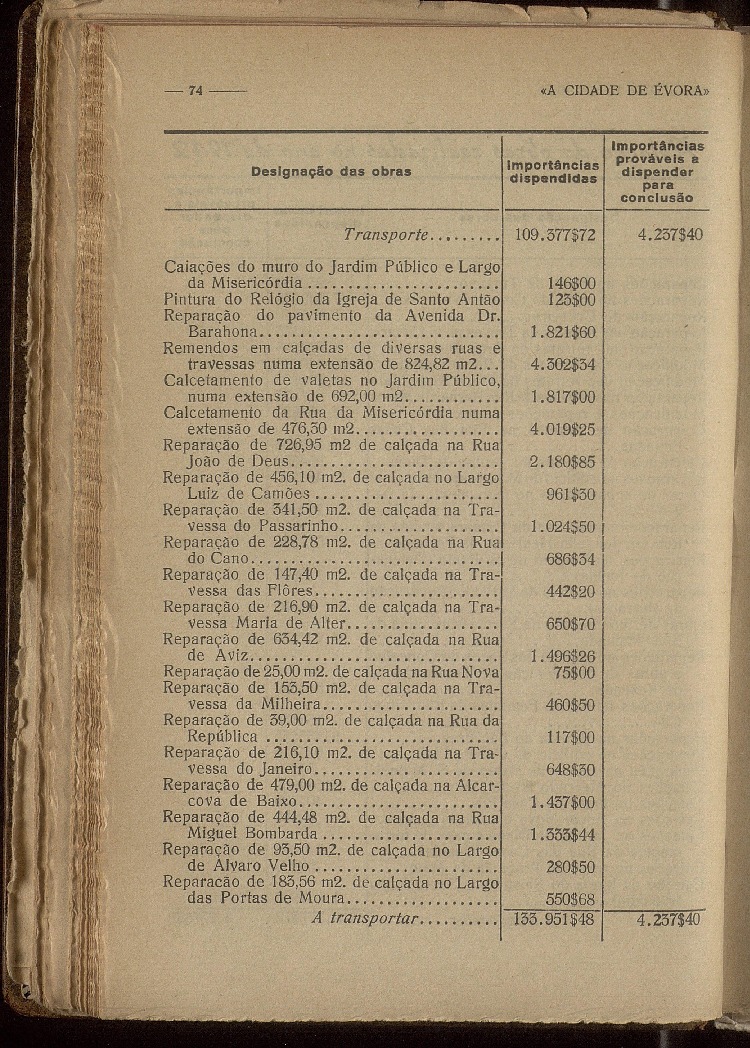 — 74 —— «A CIDADE DE ÉVORA»
Designação das obras
Importâncias dispendidas
Importâncias prováveis a dispender para conclusão
Transporte......... 109.377$72 4.237$40
Caiações do muro do Jardim Público e Largo
da Misericórdia ........................ 146$00
Pintura do Relógio da Igreja de Santo Antão 123$00
Reparação do pavimento da Avenida Dr.
Barahona............................. 1.821$60
Remendos em calçadas de diversas ruas e
travessas numa extensão de 824,82 m2... 4.302$34
Calcetamento de valetas no Jardim Público,
numa extensão de 692,00 m2............ 1.817$00
Calcetamento da Rua da Misericórdia numa
extensão de 476,30 m2................. 4.019$25
Reparação de 726,95 m2 de calçada na Rua
João de Deus......................... 2.180$85
Reparação de 456,10 m2. de calçada no Largo
Luiz de Camões ...................... 961$30
Reparação de 341,50 m2. de calçada na Tra-
vessa do Passarinho................... 1.024$50
Reparação de 228,78 m2. de calçada na Rua
do Cano.............................. 686$34
Reparação de 147,40 m2. de calçada na Tra-
vessa das Flôres...................... 442$20
Reparação de 216,90 m2. de calçada na Tra-
vessa Maria de Alter.................. 650$70
Reparação de 634,42 m2. de calçada na Rua
de Aviz.............................. 1.496$26
Reparação de 25,00 m2. de calçada na Rua Nova 75$00
Reparação de 153,50 m2. de calçada na Tra-
vessa da Milheira..................... 460$50
Reparação de 39,00 m2. de calçada na Rua da
República ............................ 117$00
Reparação de 216,10 m2. de calçada na Tra-
vessa do Janeiro...................... 648$30
Reparação de 479,00 m2. de calçada na Alcar-
cova de Baixo........................ 1.437$00
Reparação de 444,48 m2. de calçada na Rua
Miguel Bombarda ..................... 1.333$44
Reparação de 93,50 m2. de calçada no Largo
de Alvaro Velho ...................... 280$50
Reparacão de 183,56 m2. de calçada no Largo
das Portas de Moura.................. 550$68
A transportar.......... 133.951$48 4.237$40